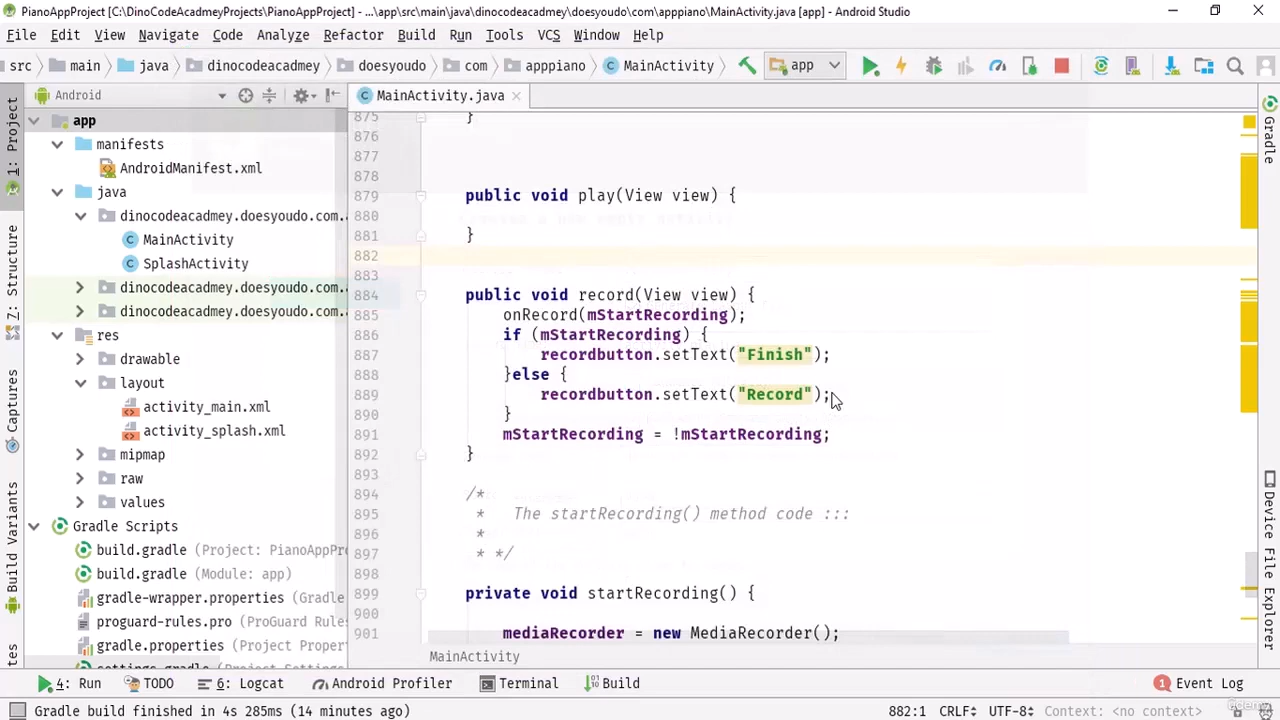 PianoAppProject [C:\DinoCodeAcadmeyProjects\PianoAppProject] - ...\app\src\main\java\dinocodeacadmey\doesyoudo\com\apppiano\MainActivity.java [app] - Android Studio
File Edit View Navigate Code Analyze Refactor Build Run Tools VCS Window Help
src main java dinocodeacadmey doesyoudo com apppiano MainActivity app
Android
MainActivity.java
1: Project
Z: Structure
Captures
Build Variants
Gradle
Device File Explorer
app
manifests
AndroidManifest.xml
java
dinocodeacadmey.doesyoudo.com.
MainActivity
SplashActivity
dinocodeacadmey.doesyoudo.com.
dinocodeacadmey.doesyoudo.com.
res
drawable
layout
activity_main.xml
activity_splash.xml
mipmap
raw
values
Gradle Scripts
build.gradle (Project: PianoAppPr
build.gradle (Module: app)
gradle-wrapper.properties (Gradle
proguard-rules.pro (ProGuard Rule
gradle.properties (Project Proper
settings.gradle (Project Settings
875 }
876
877
878
879 public void play(View view) {
880
881 }
882
883
884 public void record(View view) {
885 onRecord(mStartRecording);
886 if (mStartRecording) {
887 recordbutton.setText("Finish");
888 }else {
889 recordbutton.setText("Record");
890 }
891 mStartRecording = !mStartRecording;
892 }
893
894 /*
895 * The startRecording() method code :::
896 *
897 * */
898
899 private void startRecording() {
900
901 mediaRecorder = new MediaRecorder();
MainActivity
4: Run TODO 6: Logcat Android Profiler Terminal Build 1 Event Log
Gradle build finished in 4s 285ms (14 minutes ago) 882:1 CRLF UTF-8 Context: <no context>